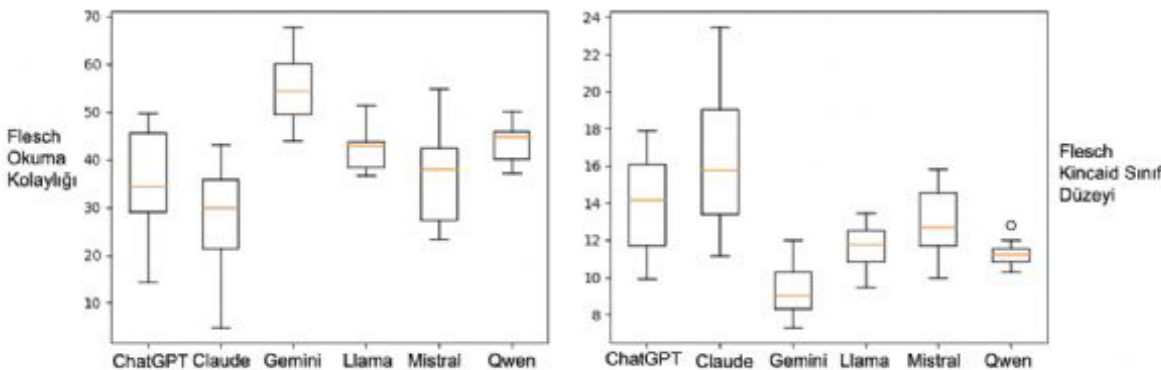 Flesch
Okuma
Kolaylığı
70
60
50
40
30
20
10
ChatGPT Claude Gemini Llama Mistral Qwen
24
22
20
18
16
14
12
10
8
ChatGPT Claude Gemini Llama Mistral Qwen
Flesch
Kincaid Sınıf
Düzeyi